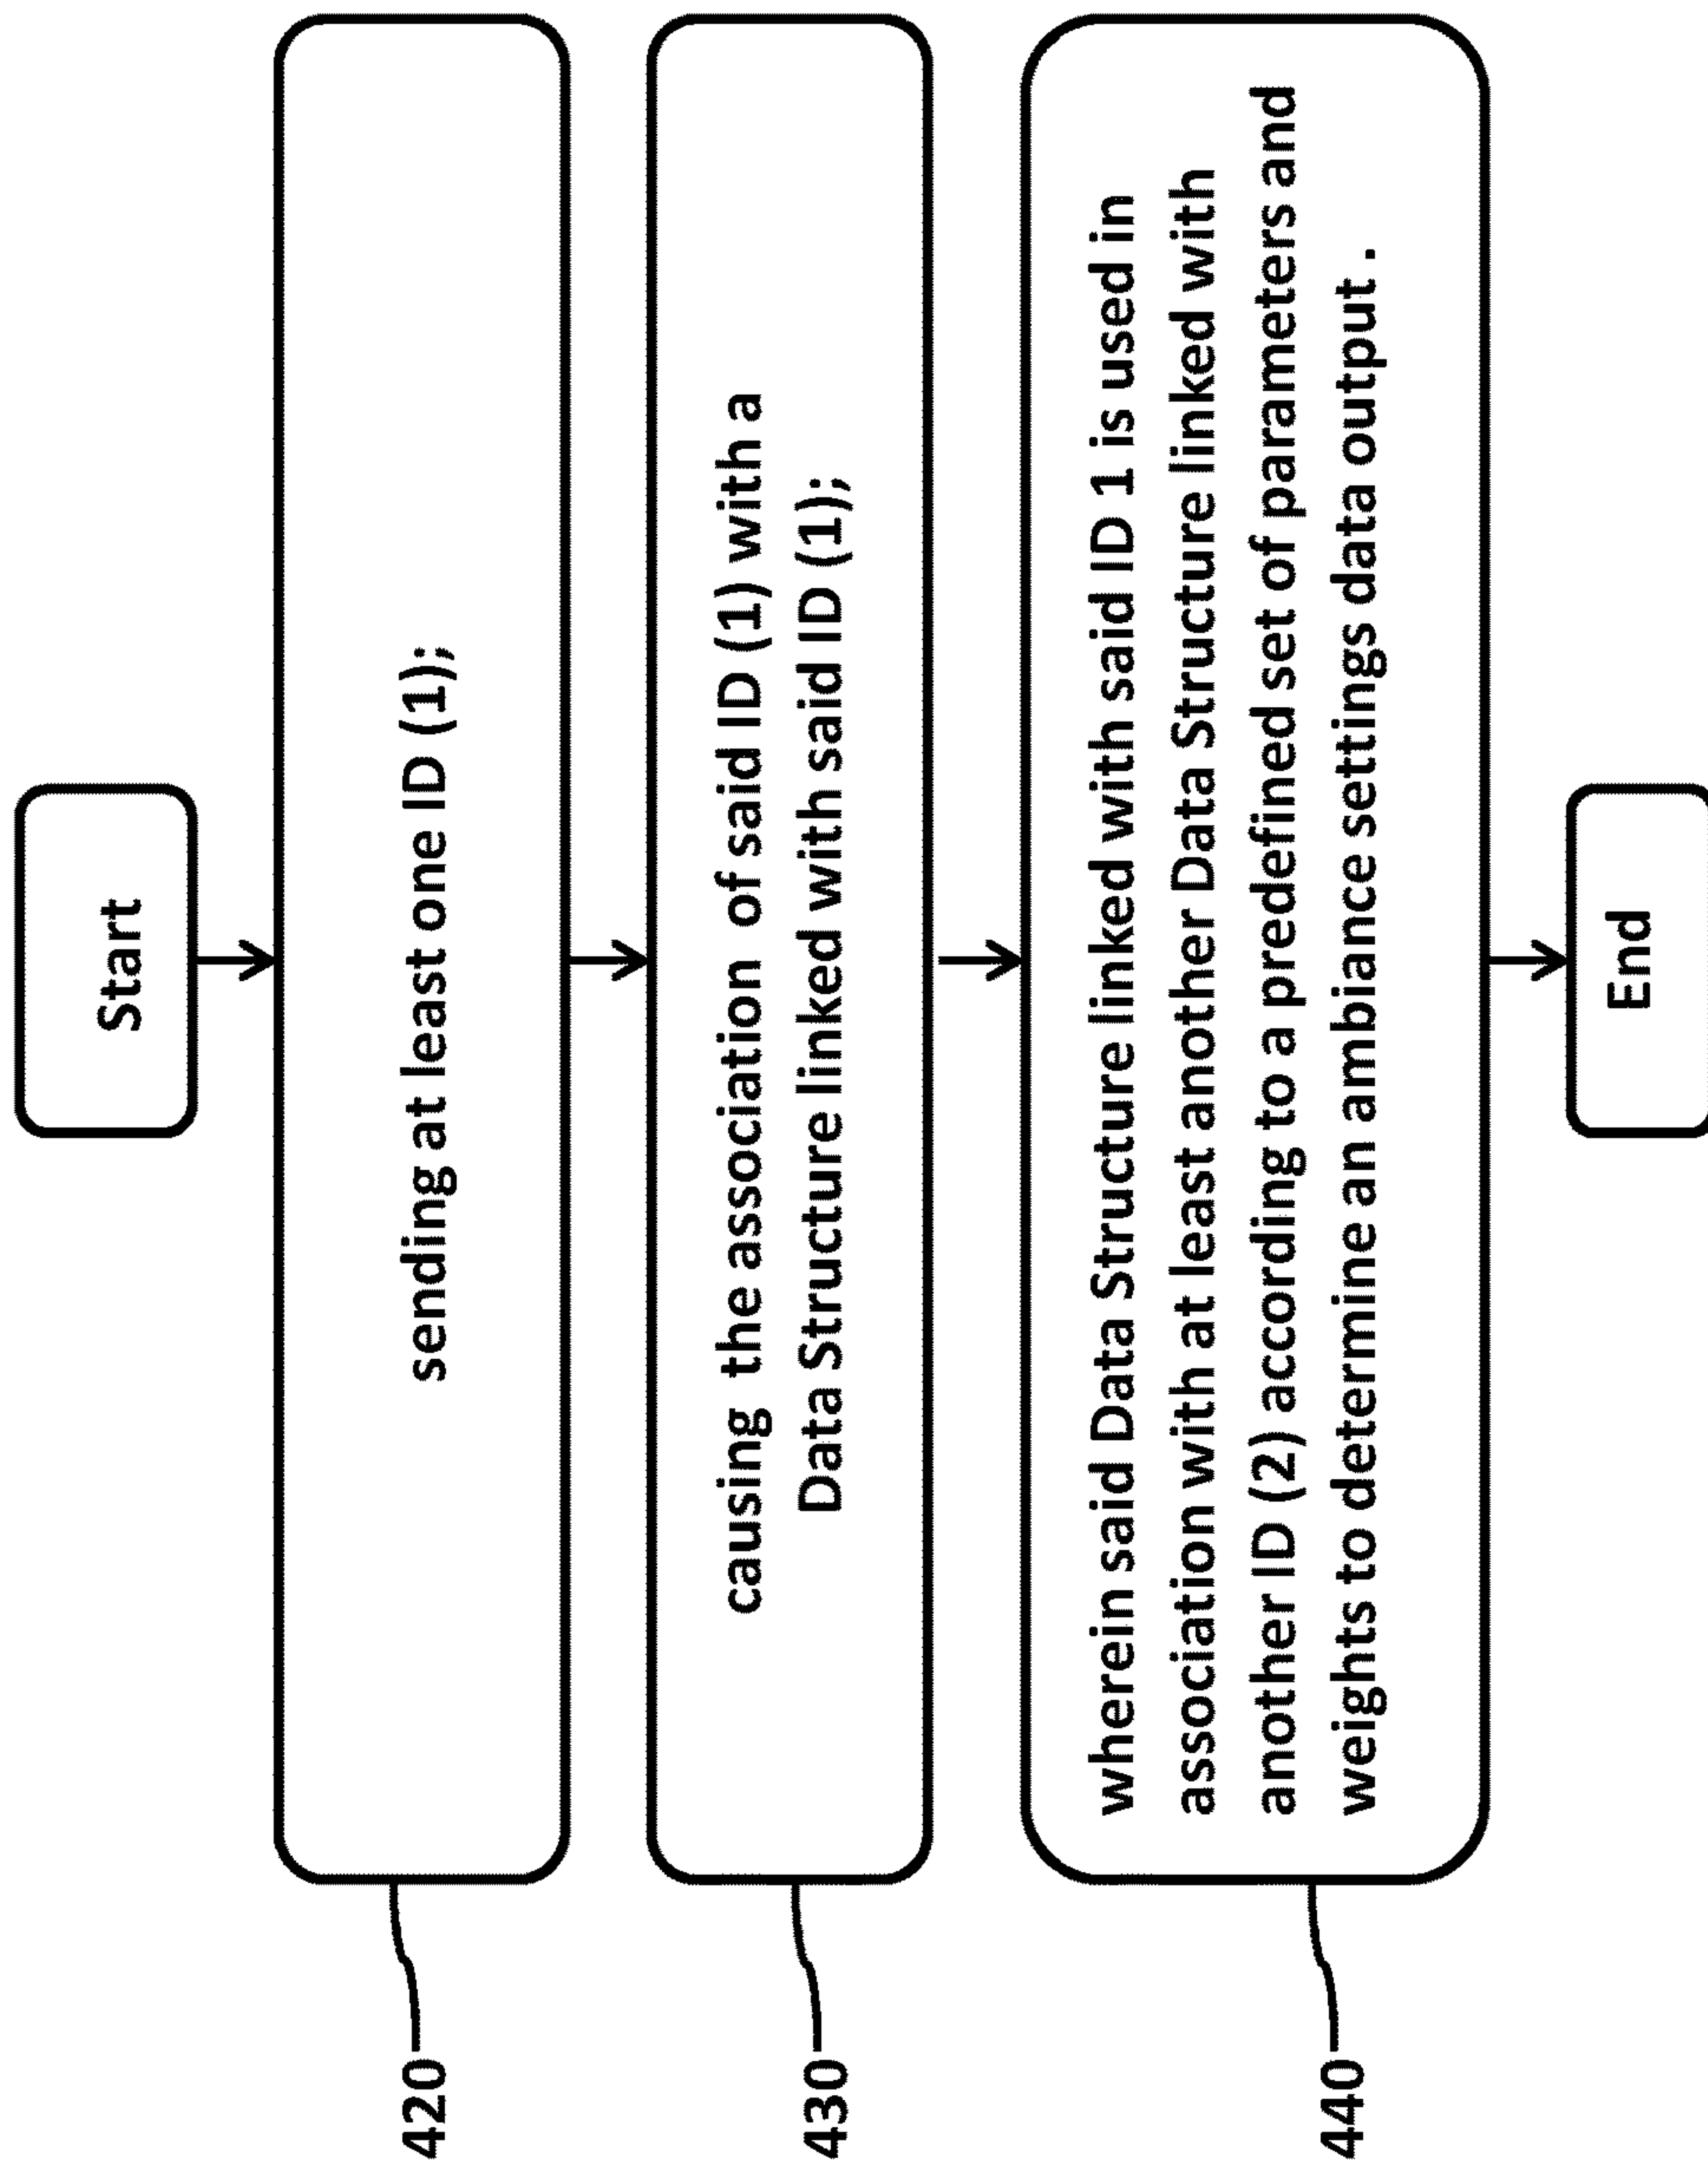 Start
420
sending at least one ID (1);
430
causing the association of said ID (1) with a
Data Structure linked with said ID (1);
440
wherein said Data Structure linked with said ID 1 is used in
association with at least another Data Structure linked with
another ID (2) according to a predefined set of parameters and
weights to determine an ambiance settings data output .
End